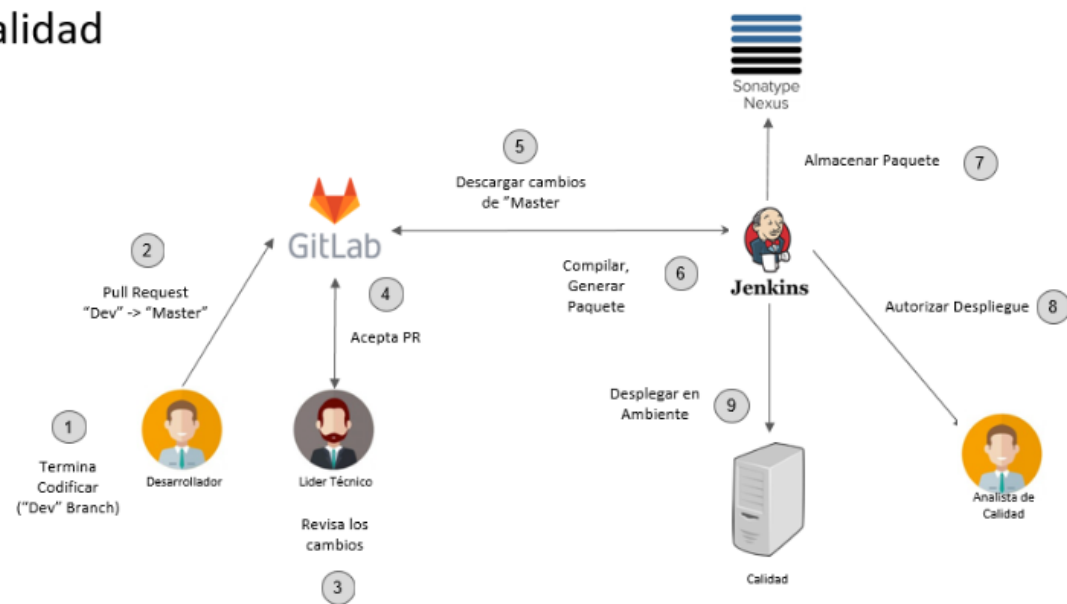 alidad
Sonatype
Nexus
5
Descargar cambios
de ”Master
Almacenar Paquete
7
GitLab
2
Pull Request
“Dev” -> “Master”
4
Acepta PR
Compilar,
Generar
Paquete
6
Jenkins
Autorizar Despliegue
8
1
Termina
Codificar
(“Dev” Branch)
Desarrollador
Lider Técnico
Revisa los
cambios
3
Desplegar en
Ambiente
9
Calidad
Analista de
Calidad